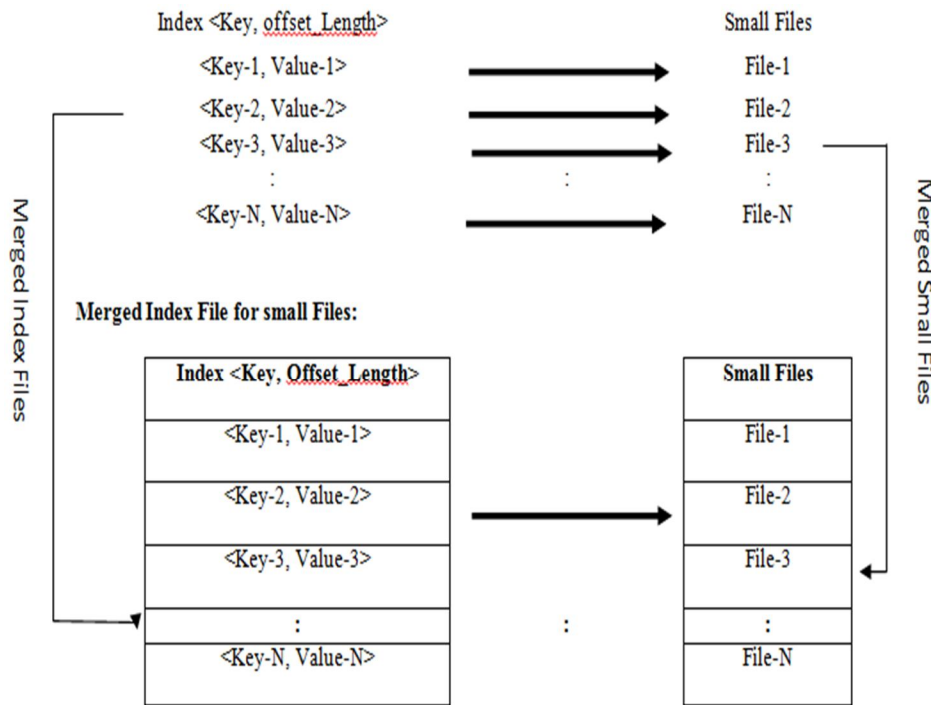 Index <Key, offset_Length> Small Files
<Key-1, Value-1> File-1
<Key-2, Value-2> File-2
<Key-3, Value-3> File-3
: : :
<Key-N, Value-N> File-N
Merged Index Files
Merged Small Files
Merged Index File for small Files:
Index <Key, Offset_Length> Small Files
<Key-1, Value-1> File-1
<Key-2, Value-2> File-2
<Key-3, Value-3> File-3
: : :
<Key-N, Value-N> File-N